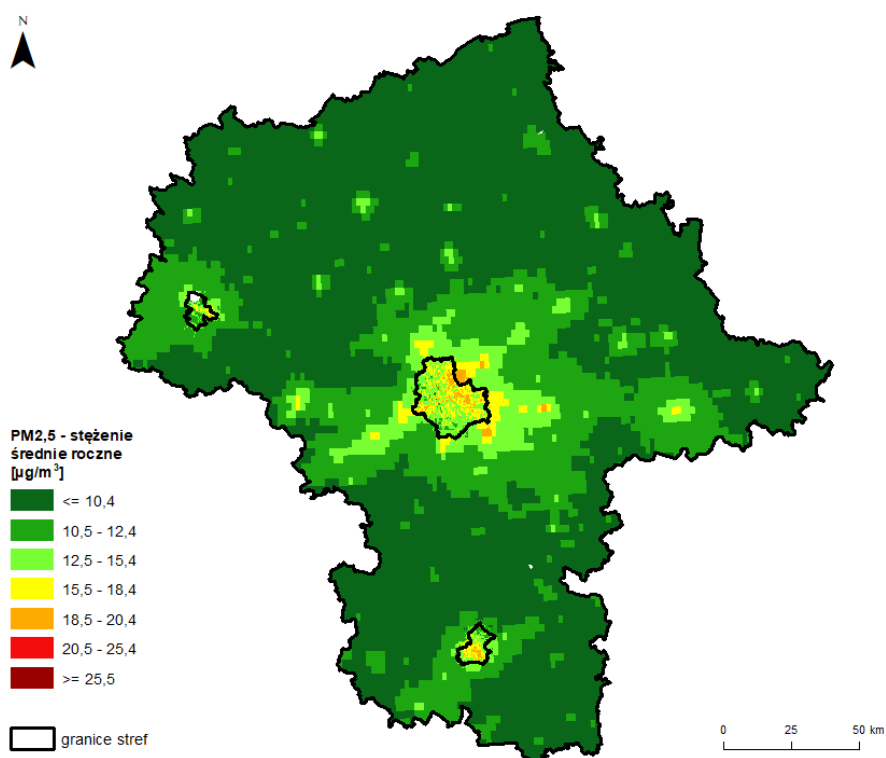 N
PM2,5 - stężenie
średnie roczne
[µg/m³]
<= 10,4
10,5 - 12,4
12,5 - 15,4
15,5 - 18,4
18,5 - 20,4
20,5 - 25,4
>= 25,5
granice stref
0 25 50 km